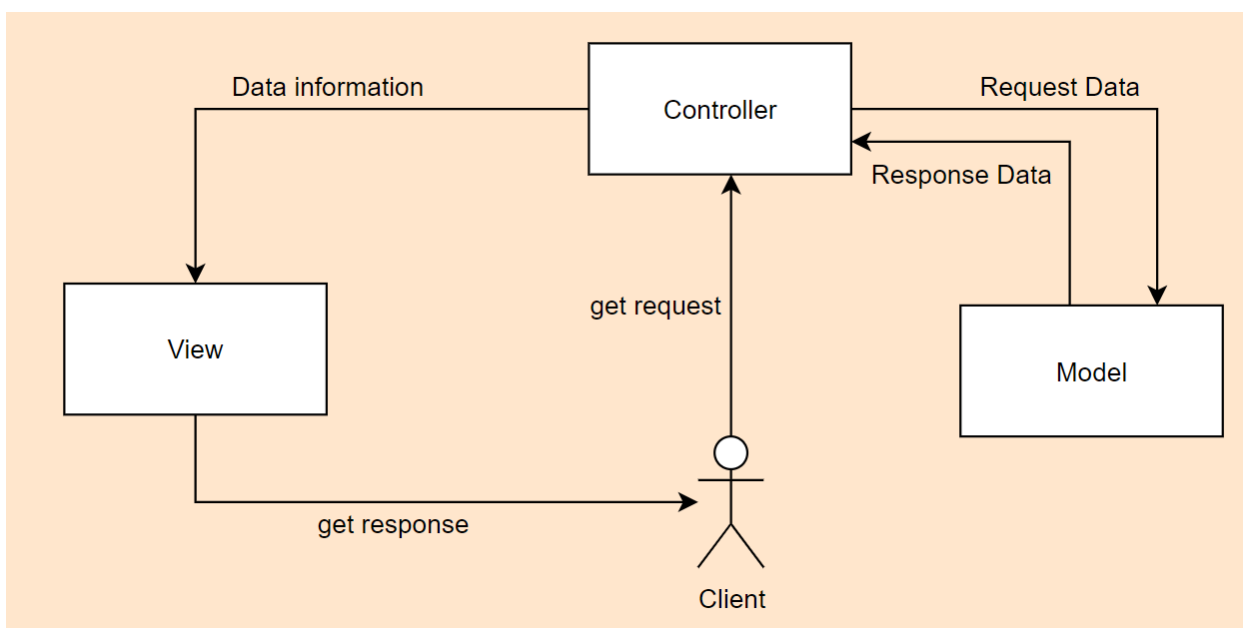 Data information
Controller
Request Data
Response Data
get request
View
Model
get response
Client